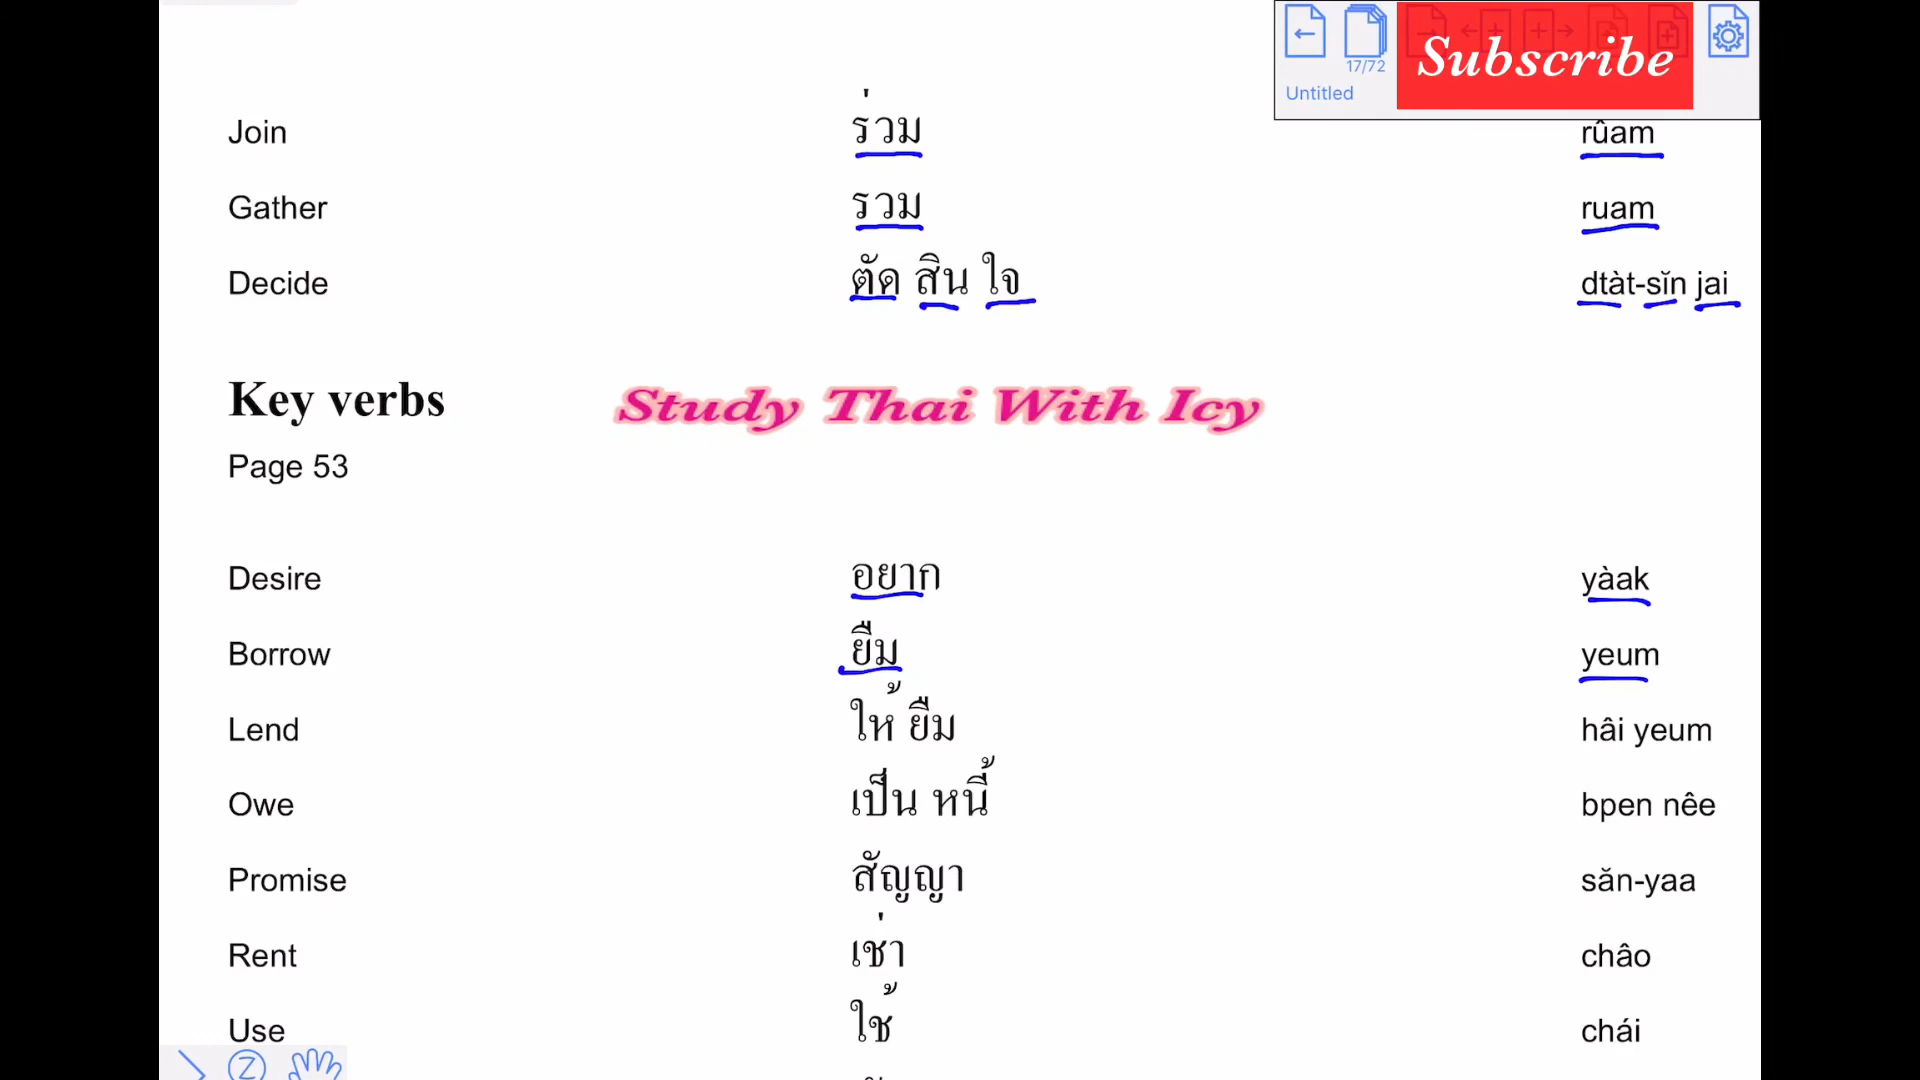 17/72
Untitled
Subscribe
Join ร่วม rûam
Gather รวม ruam
Decide ตัด สิน ใจ dtàt-sĭn jai
Key verbs
Study Thai With Icy
Page 53
Desire อยาก yàak
Borrow ยืม yeum
Lend ให้ ยืม hâi yeum
Owe เป็น หนี้ bpen nêe
Promise สัญญา săn-yaa
Rent เช่า châo
Use ใช้ chái